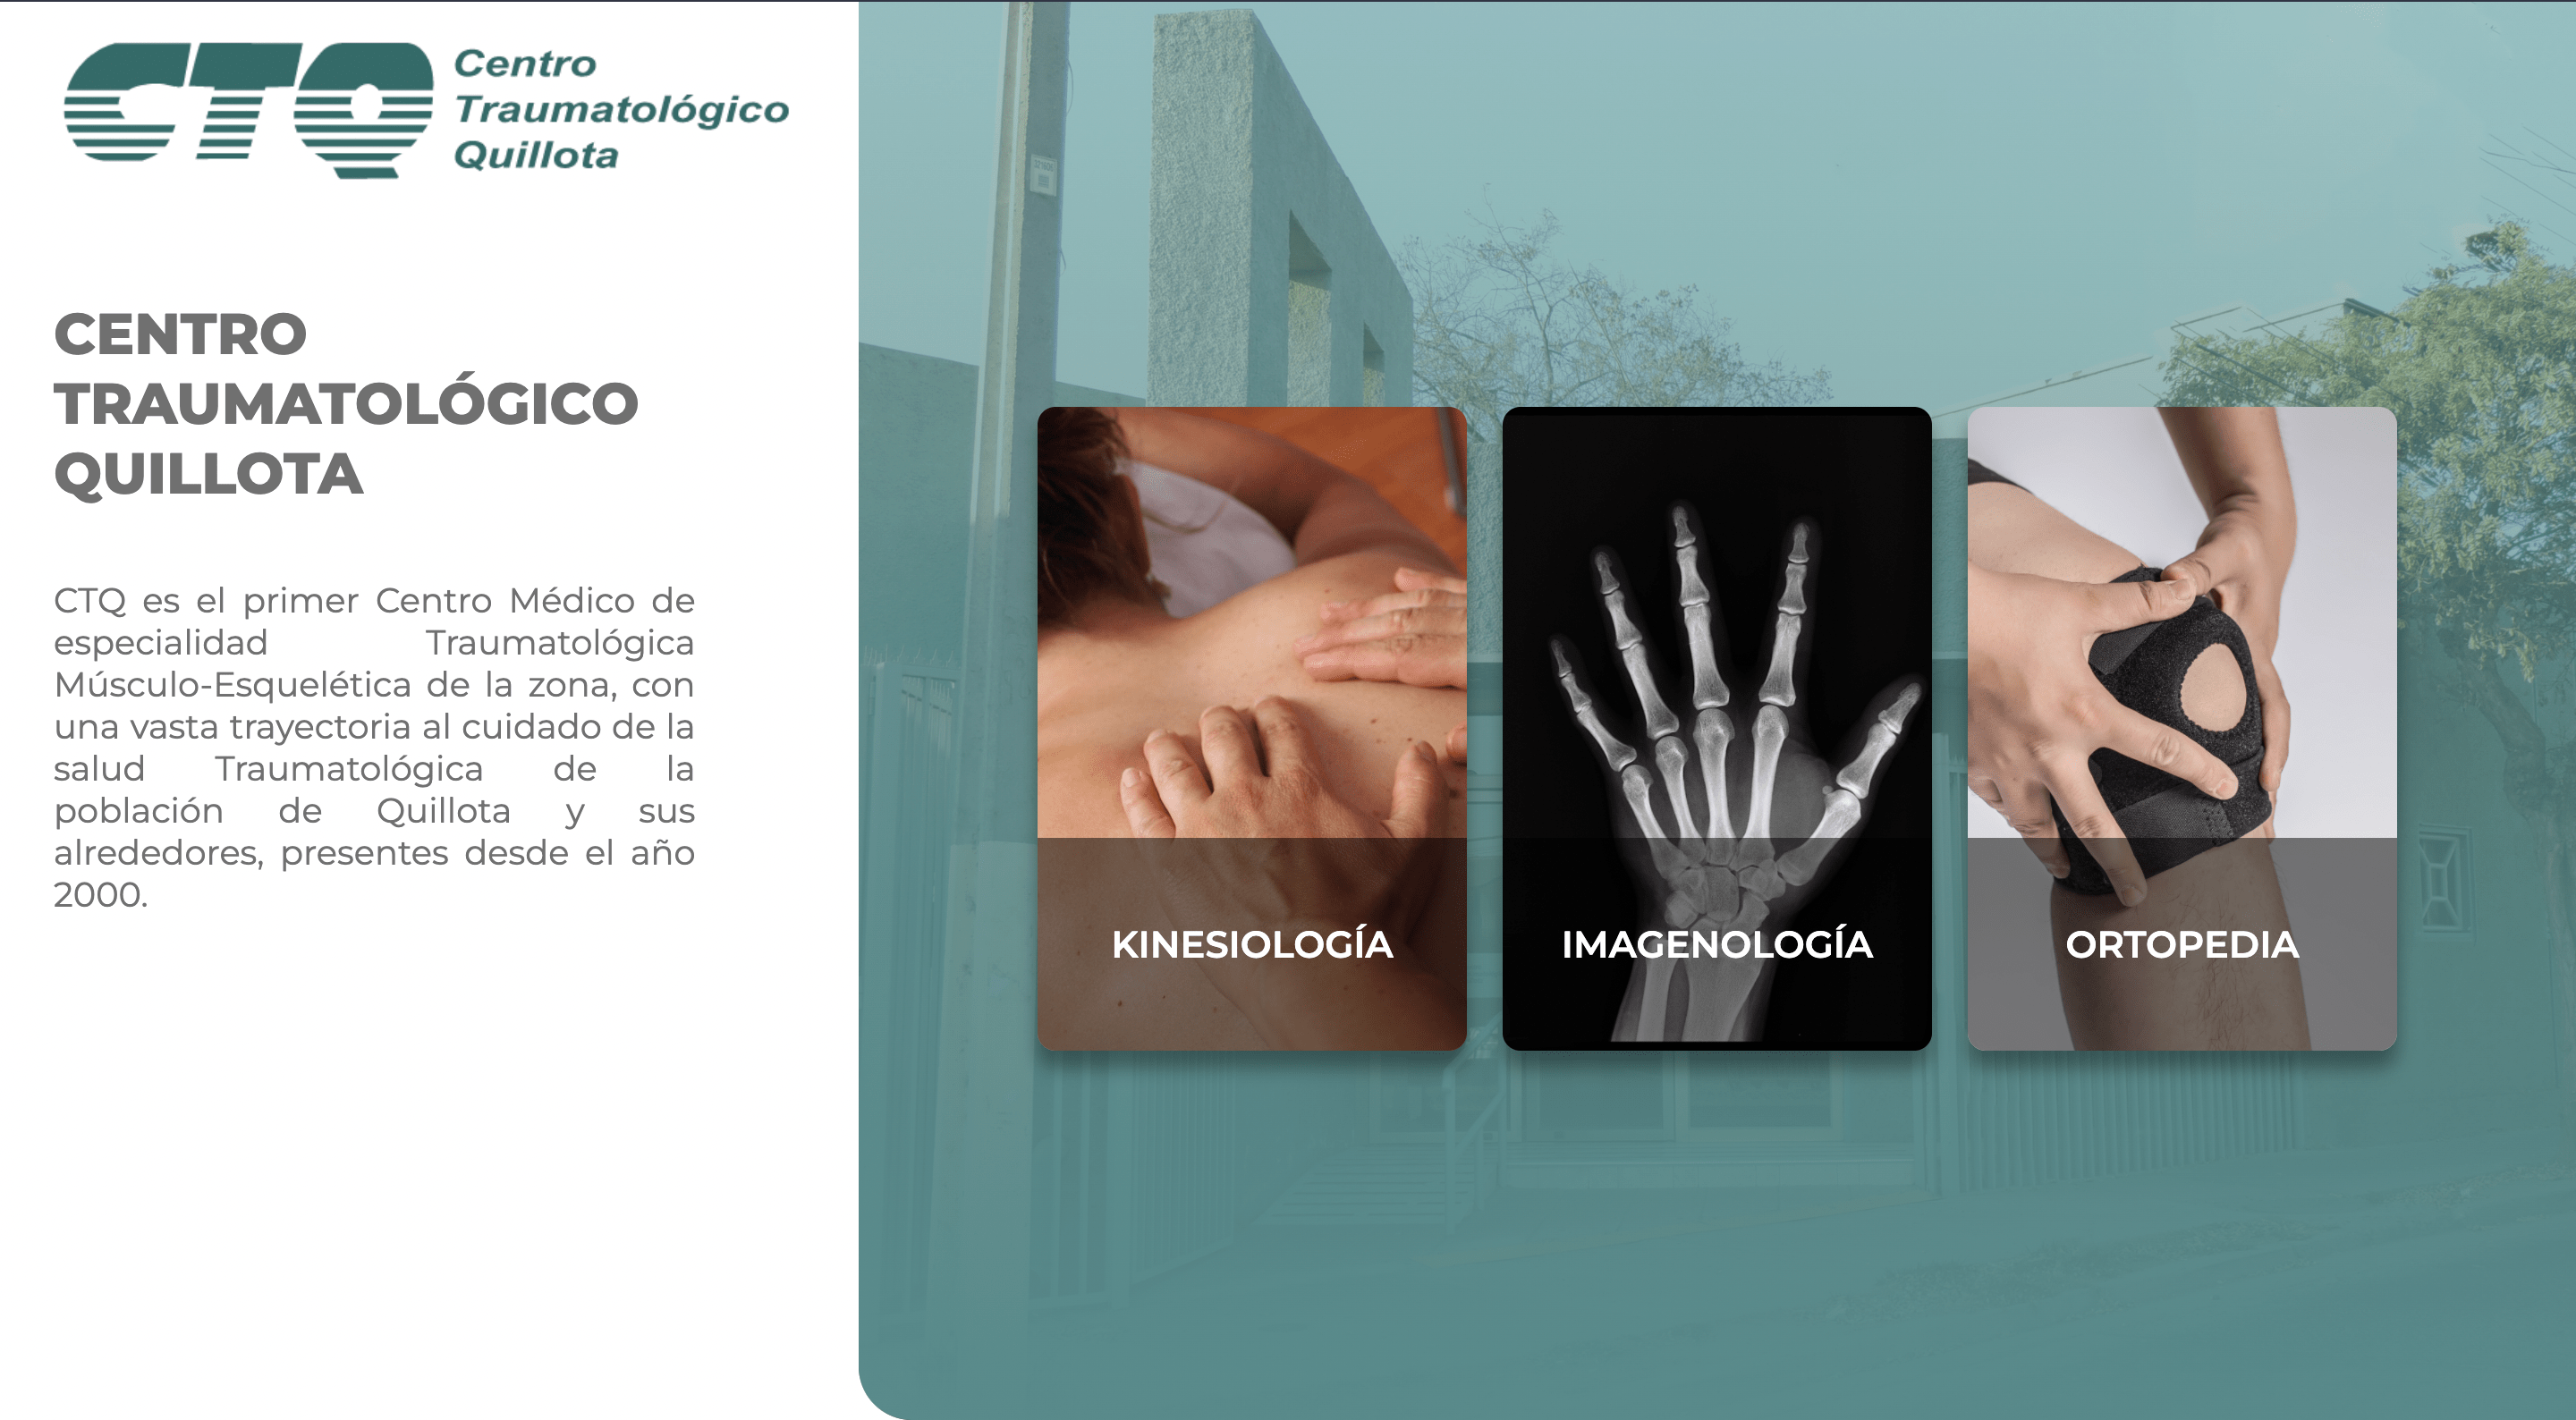 CTQ
Centro
Traumatológico
Quillota
CENTRO
TRAUMATOLÓGICO
QUILLOTA
CTQ es el primer Centro Médico de
especialidad Traumatológica
Músculo-Esquelética de la zona, con
una vasta trayectoria al cuidado de la
salud Traumatológica de la
población de Quillota y sus
alrededores, presentes desde el año
2000.
KINESIOLOGÍA
IMAGENOLOGÍA
ORTOPEDIA